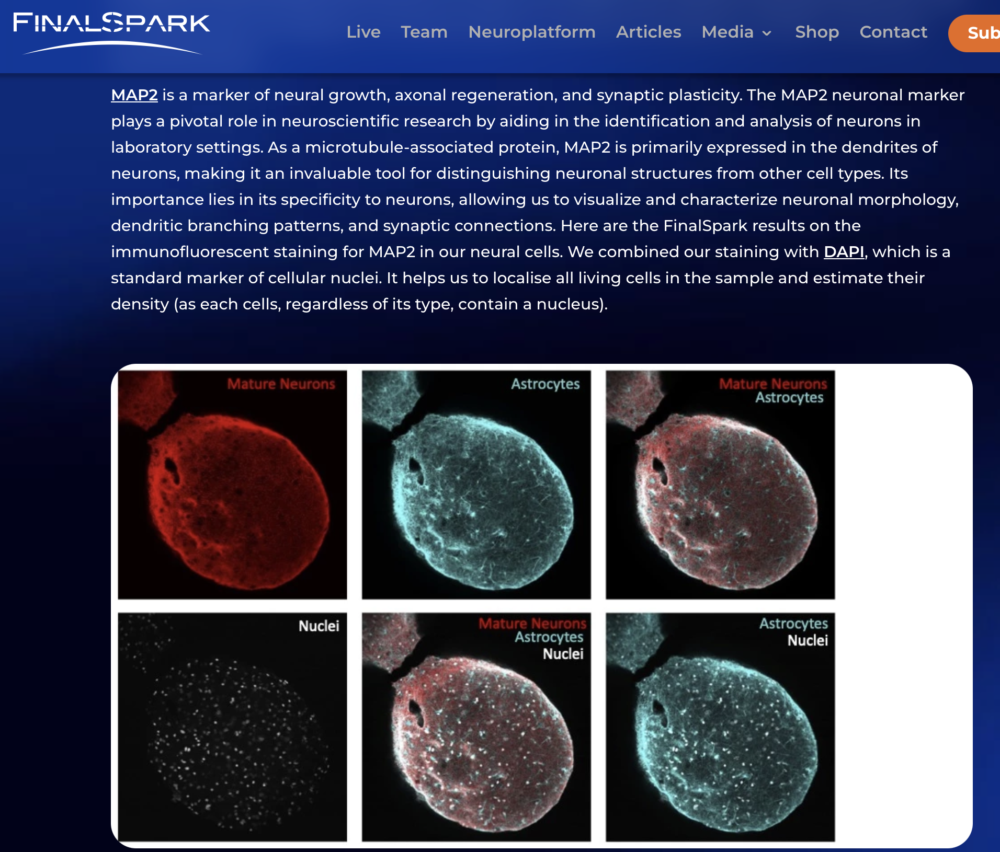 FINALSPARK
Live Team Neuroplatform Articles Media Shop Contact
MAP2 is a marker of neural growth, axonal regeneration, and synaptic plasticity. The MAP2 neuronal marker
plays a pivotal role in neuroscientific research by aiding in the identification and analysis of neurons in
laboratory settings. As a microtubule-associated protein, MAP2 is primarily expressed in the dendrites of
neurons, making it an invaluable tool for distinguishing neuronal structures from other cell types. Its
importance lies in its specificity to neurons, allowing us to visualize and characterize neuronal morphology,
dendritic branching patterns, and synaptic connections. Here are the FinalSpark results on the
immunofluorescent staining for MAP2 in our neural cells. We combined our staining with DAPI, which is a
standard marker of cellular nuclei. It helps us to localise all living cells in the sample and estimate their
density (as each cells, regardless of its type, contain a nucleus).
Mature Neurons
Astrocytes
Mature Neurons
Astrocytes
Nuclei
Mature Neurons
Astrocytes
Nuclei
Astrocytes
Nuclei